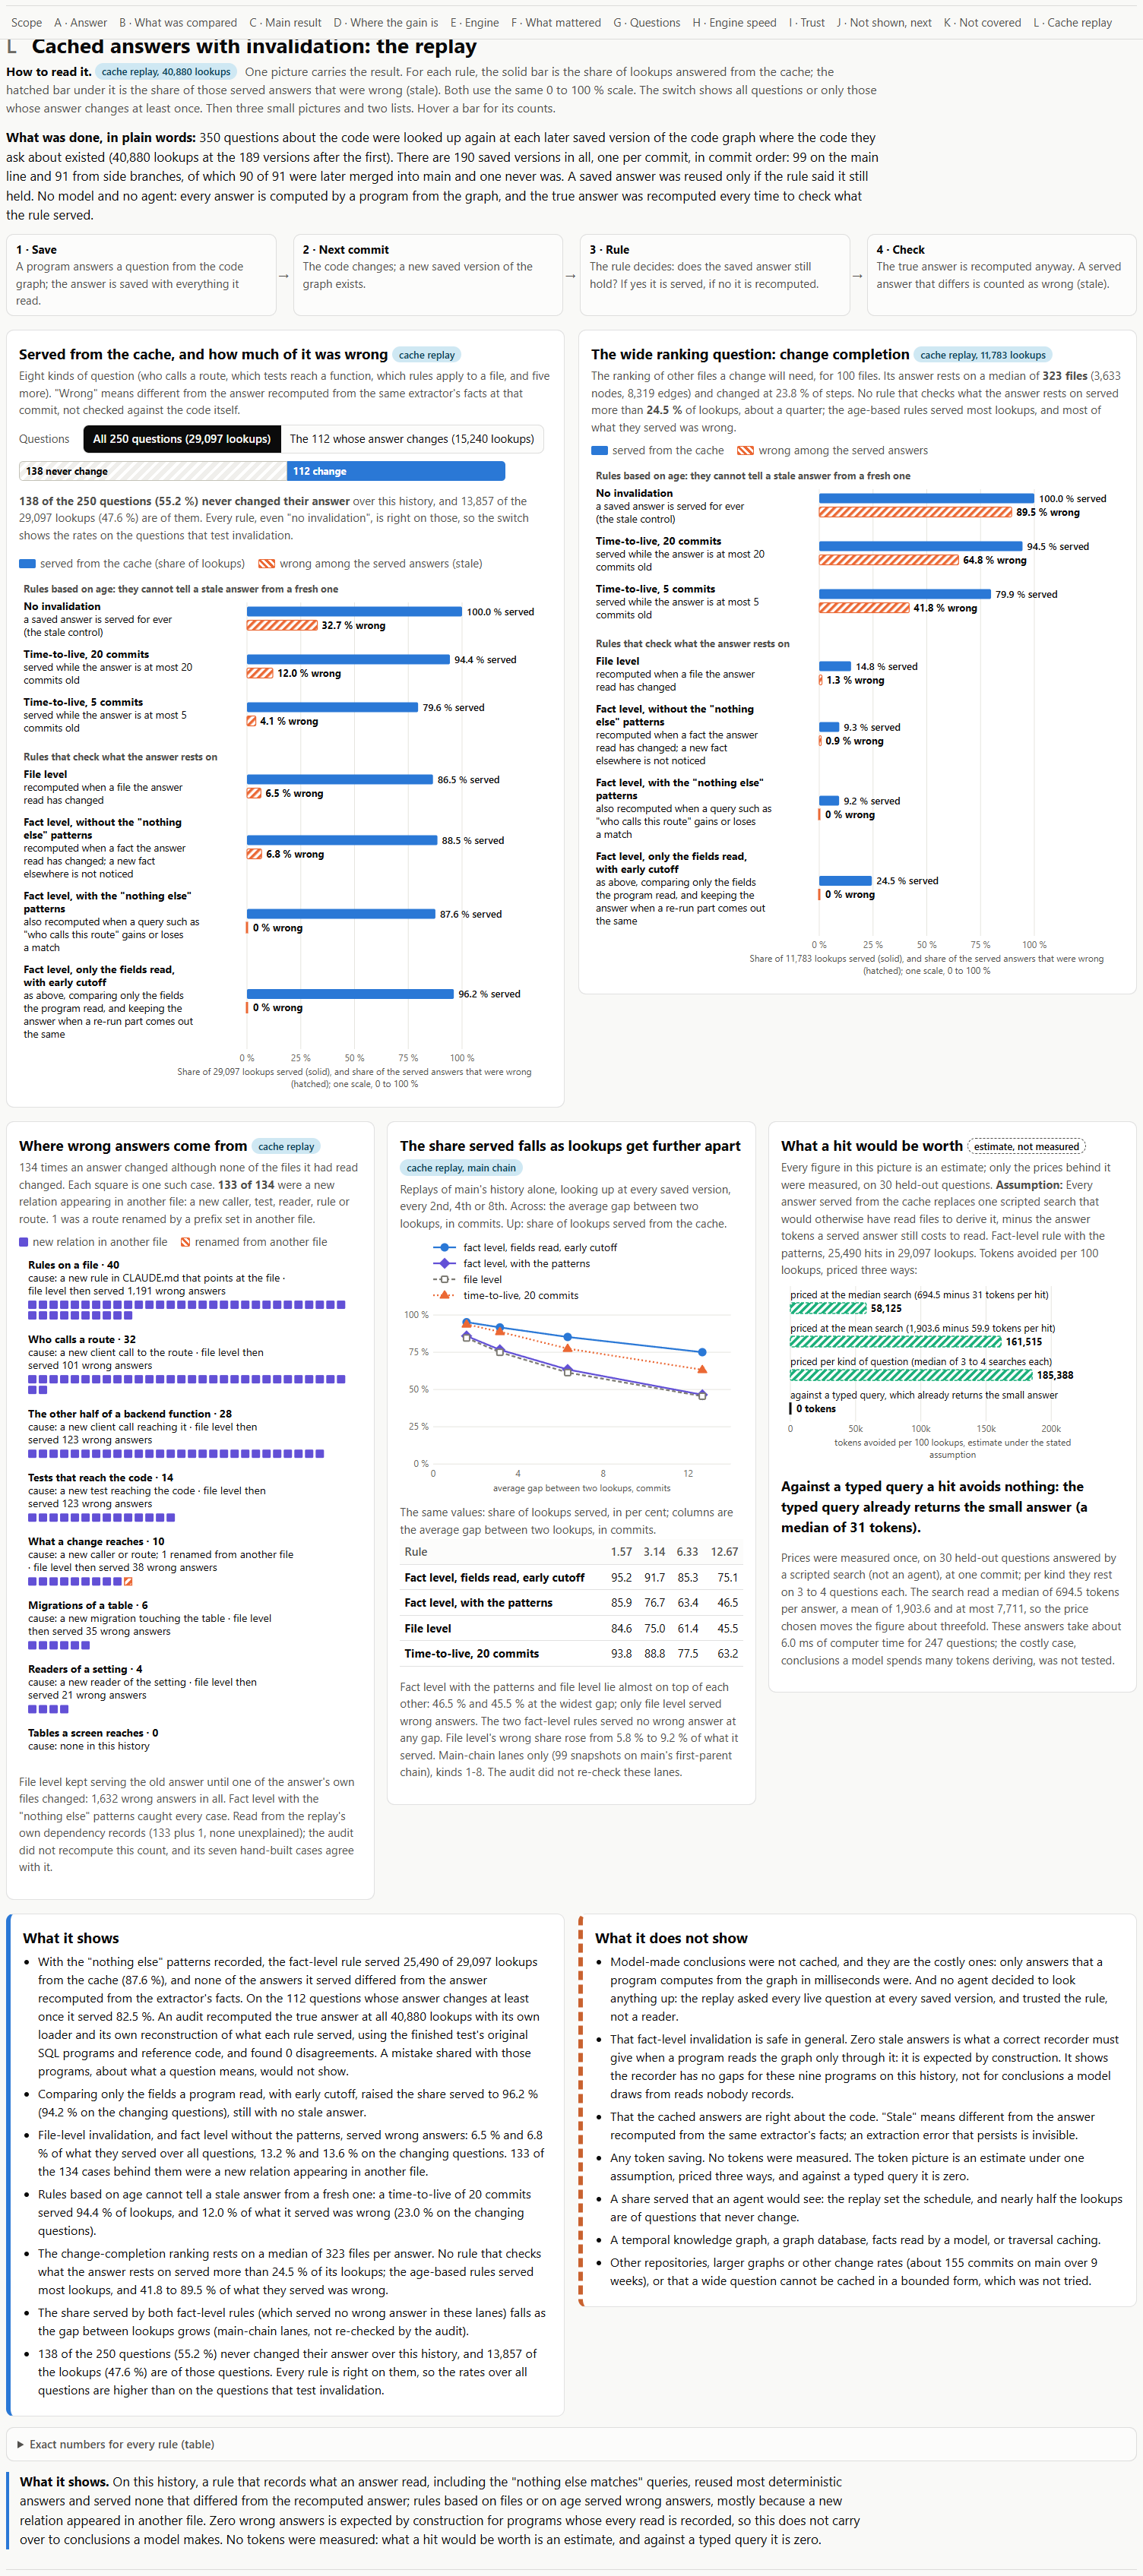 Scope A · Answer B · What was compared C · Main result D · Where the gain is E · Engine F · What mattered G · Questions H · Engine speed I · Trust J · Not shown, next K · Not covered L · Cache replay
L Cached answers with invalidation: the replay
How to read it. cache replay, 40,880 lookups One picture carries the result. For each rule, the solid bar is the share of lookups answered from the cache; the
hatched bar under it is the share of those served answers that were wrong (stale). Both use the same 0 to 100 % scale. The switch shows all questions or only those
whose answer changes at least once. Then three small pictures and two lists. Hover a bar for its counts.
What was done, in plain words: 350 questions about the code were looked up again at each later saved version of the code graph where the code they
ask about existed (40,880 lookups at the 189 versions after the first). There are 190 saved versions in all, one per commit, in commit order: 99 on the main
line and 91 from side branches, of which 90 of 91 were later merged into main and one never was. A saved answer was reused only if the rule said it still
held. No model and no agent: every answer is computed by a program from the graph, and the true answer was recomputed every time to check what
the rule served.
1 · Save
A program answers a question from the code
graph; the answer is saved with everything it
read.
→
2 · Next commit
The code changes; a new saved version of the
graph exists.
→
3 · Rule
The rule decides: does the saved answer still
hold? If yes it is served, if no it is recomputed.
→
4 · Check
The true answer is recomputed anyway. A served
answer that differs is counted as wrong (stale).
Served from the cache, and how much of it was wrong cache replay
Eight kinds of question (who calls a route, which tests reach a function, which rules apply to a file, and five
more). "Wrong" means different from the answer recomputed from the same extractor's facts at that
commit, not checked against the code itself.
Questions All 250 questions (29,097 lookups) The 112 whose answer changes (15,240 lookups)
138 never change 112 change
138 of the 250 questions (55.2 %) never changed their answer over this history, and 13,857 of the
29,097 lookups (47.6 %) are of them. Every rule, even "no invalidation", is right on those, so the switch
shows the rates on the questions that test invalidation.
served from the cache (share of lookups) wrong among the served answers (stale)
Rules based on age: they cannot tell a stale answer from a fresh one
No invalidation
a saved answer is served for ever
(the stale control)
100.0 % served
32.7 % wrong
Time-to-live, 20 commits
served while the answer is at most 20
commits old
94.4 % served
12.0 % wrong
Time-to-live, 5 commits
served while the answer is at most 5
commits old
79.6 % served
4.1 % wrong
Rules that check what the answer rests on
File level
recomputed when a file the answer
read has changed
86.5 % served
6.5 % wrong
Fact level, without the "nothing
else" patterns
recomputed when a fact the answer
read has changed; a new fact
elsewhere is not noticed
88.5 % served
6.8 % wrong
Fact level, with the "nothing else"
patterns
also recomputed when a query such as
"who calls this route" gains or loses
a match
87.6 % served
0 % wrong
Fact level, only the fields read,
with early cutoff
as above, comparing only the fields
the program read, and keeping the
answer when a re-run part comes out
the same
96.2 % served
0 % wrong
0 % 25 % 50 % 75 % 100 %
Share of 29,097 lookups served (solid), and share of the served answers that were wrong
(hatched); one scale, 0 to 100 %
The wide ranking question: change completion cache replay, 11,783 lookups
The ranking of other files a change will need, for 100 files. Its answer rests on a median of 323 files (3,633
nodes, 8,319 edges) and changed at 23.8 % of steps. No rule that checks what the answer rests on served
more than 24.5 % of lookups, about a quarter; the age-based rules served most lookups, and most of
what they served was wrong.
served from the cache wrong among the served answers
Rules based on age: they cannot tell a stale answer from a fresh one
No invalidation
a saved answer is served for ever
(the stale control)
100.0 % served
89.5 % wrong
Time-to-live, 20 commits
served while the answer is at most 20
commits old
94.5 % served
64.8 % wrong
Time-to-live, 5 commits
served while the answer is at most 5
commits old
79.9 % served
41.8 % wrong
Rules that check what the answer rests on
File level
recomputed when a file the answer
read has changed
14.8 % served
1.3 % wrong
Fact level, without the "nothing
else" patterns
recomputed when a fact the answer
read has changed; a new fact
elsewhere is not noticed
9.3 % served
0.9 % wrong
Fact level, with the "nothing else"
patterns
also recomputed when a query such as
"who calls this route" gains or loses
a match
9.2 % served
0 % wrong
Fact level, only the fields read,
with early cutoff
as above, comparing only the fields
the program read, and keeping the
answer when a re-run part comes out
the same
24.5 % served
0 % wrong
0 % 25 % 50 % 75 % 100 %
Share of 11,783 lookups served (solid), and share of the served answers that were wrong
(hatched); one scale, 0 to 100 %
Where wrong answers come from cache replay
134 times an answer changed although none of the files it had read
changed. Each square is one such case. 133 of 134 were a new
relation appearing in another file: a new caller, test, reader, rule or
route. 1 was a route renamed by a prefix set in another file.
new relation in another file renamed from another file
Rules on a file · 40
cause: a new rule in CLAUDE.md that points at the file ·
file level then served 1,191 wrong answers
Who calls a route · 32
cause: a new client call to the route · file level then
served 101 wrong answers
The other half of a backend function · 28
cause: a new client call reaching it · file level then
served 123 wrong answers
Tests that reach the code · 14
cause: a new test reaching the code · file level then
served 123 wrong answers
What a change reaches · 10
cause: a new caller or route; 1 renamed from another file
· file level then served 38 wrong answers
Migrations of a table · 6
cause: a new migration touching the table · file level
then served 35 wrong answers
Readers of a setting · 4
cause: a new reader of the setting · file level then
served 21 wrong answers
Tables a screen reaches · 0
cause: none in this history
File level kept serving the old answer until one of the answer's own
files changed: 1,632 wrong answers in all. Fact level with the
"nothing else" patterns caught every case. Read from the replay's
own dependency records (133 plus 1, none unexplained); the audit
did not recompute this count, and its seven hand-built cases agree
with it.
The share served falls as lookups get further apart
cache replay, main chain
Replays of main's history alone, looking up at every saved version,
every 2nd, 4th or 8th. Across: the average gap between two
lookups, in commits. Up: share of lookups served from the cache.
fact level, fields read, early cutoff
fact level, with the patterns
file level
time-to-live, 20 commits
100 %
75 %
50 %
25 %
0 %
0 4 8 12
average gap between two lookups, commits
The same values: share of lookups served, in per cent; columns are
the average gap between two lookups, in commits.
Rule 1.57 3.14 6.33 12.67
Fact level, fields read, early cutoff 95.2 91.7 85.3 75.1
Fact level, with the patterns 85.9 76.7 63.4 46.5
File level 84.6 75.0 61.4 45.5
Time-to-live, 20 commits 93.8 88.8 77.5 63.2
Fact level with the patterns and file level lie almost on top of each
other: 46.5 % and 45.5 % at the widest gap; only file level served
wrong answers. The two fact-level rules served no wrong answer at
any gap. File level's wrong share rose from 5.8 % to 9.2 % of what it
served. Main-chain lanes only (99 snapshots on main's first-parent
chain), kinds 1-8. The audit did not re-check these lanes.
What a hit would be worth estimate, not measured
Every figure in this picture is an estimate; only the prices behind it
were measured, on 30 held-out questions. Assumption: Every
answer served from the cache replaces one scripted search that
would otherwise have read files to derive it, minus the answer
tokens a served answer still costs to read. Fact-level rule with the
patterns, 25,490 hits in 29,097 lookups. Tokens avoided per 100
lookups, priced three ways:
priced at the median search (694.5 minus 31 tokens per hit)
58,125
priced at the mean search (1,903.6 minus 59.9 tokens per hit)
161,515
priced per kind of question (median of 3 to 4 searches each)
185,388
against a typed query, which already returns the small answer
0 tokens
0 50k 100k 150k 200k
tokens avoided per 100 lookups, estimate under the stated
assumption
Against a typed query a hit avoids nothing: the
typed query already returns the small answer (a
median of 31 tokens).
Prices were measured once, on 30 held-out questions answered by
a scripted search (not an agent), at one commit; per kind they rest
on 3 to 4 questions each. The search read a median of 694.5 tokens
per answer, a mean of 1,903.6 and at most 7,711, so the price
chosen moves the figure about threefold. These answers take about
6.0 ms of computer time for 247 questions; the costly case,
conclusions a model spends many tokens deriving, was not tested.
What it shows
• With the "nothing else" patterns recorded, the fact-level rule served 25,490 of 29,097 lookups
from the cache (87.6 %), and none of the answers it served differed from the answer
recomputed from the extractor's facts. On the 112 questions whose answer changes at least
once it served 82.5 %. An audit recomputed the true answer at all 40,880 lookups with its own
loader and its own reconstruction of what each rule served, using the finished test's original
SQL programs and reference code, and found 0 disagreements. A mistake shared with those
programs, about what a question means, would not show.
• Comparing only the fields a program read, with early cutoff, raised the share served to 96.2 %
(94.2 % on the changing questions), still with no stale answer.
• File-level invalidation, and fact level without the patterns, served wrong answers: 6.5 % and 6.8
% of what they served over all questions, 13.2 % and 13.6 % on the changing questions. 133 of
the 134 cases behind them were a new relation appearing in another file.
• Rules based on age cannot tell a stale answer from a fresh one: a time-to-live of 20 commits
served 94.4 % of lookups, and 12.0 % of what it served was wrong (23.0 % on the changing
questions).
• The change-completion ranking rests on a median of 323 files per answer. No rule that checks
what the answer rests on served more than 24.5 % of its lookups; the age-based rules served
most lookups, and 41.8 to 89.5 % of what they served was wrong.
• The share served by both fact-level rules (which served no wrong answer in these lanes) falls as
the gap between lookups grows (main-chain lanes, not re-checked by the audit).
• 138 of the 250 questions (55.2 %) never changed their answer over this history, and 13,857 of
the lookups (47.6 %) are of those questions. Every rule is right on them, so the rates over all
questions are higher than on the questions that test invalidation.
What it does not show
• Model-made conclusions were not cached, and they are the costly ones: only answers that a
program computes from the graph in milliseconds were. And no agent decided to look
anything up: the replay asked every live question at every saved version, and trusted the rule,
not a reader.
• That fact-level invalidation is safe in general. Zero stale answers is what a correct recorder must
give when a program reads the graph only through it: it is expected by construction. It shows
the recorder has no gaps for these nine programs on this history, not for conclusions a model
draws from reads nobody records.
• That the cached answers are right about the code. "Stale" means different from the answer
recomputed from the same extractor's facts; an extraction error that persists is invisible.
• Any token saving. No tokens were measured. The token picture is an estimate under one
assumption, priced three ways, and against a typed query it is zero.
• A share served that an agent would see: the replay set the schedule, and nearly half the lookups
are of questions that never change.
• A temporal knowledge graph, a graph database, facts read by a model, or traversal caching.
• Other repositories, larger graphs or other change rates (about 155 commits on main over 9
weeks), or that a wide question cannot be cached in a bounded form, which was not tried.
▶ Exact numbers for every rule (table)
What it shows. On this history, a rule that records what an answer read, including the "nothing else matches" queries, reused most deterministic
answers and served none that differed from the recomputed answer; rules based on files or on age served wrong answers, mostly because a new
relation appeared in another file. Zero wrong answers is expected by construction for programs whose every read is recorded, so this does not carry
over to conclusions a model makes. No tokens were measured: what a hit would be worth is an estimate, and against a typed query it is zero.